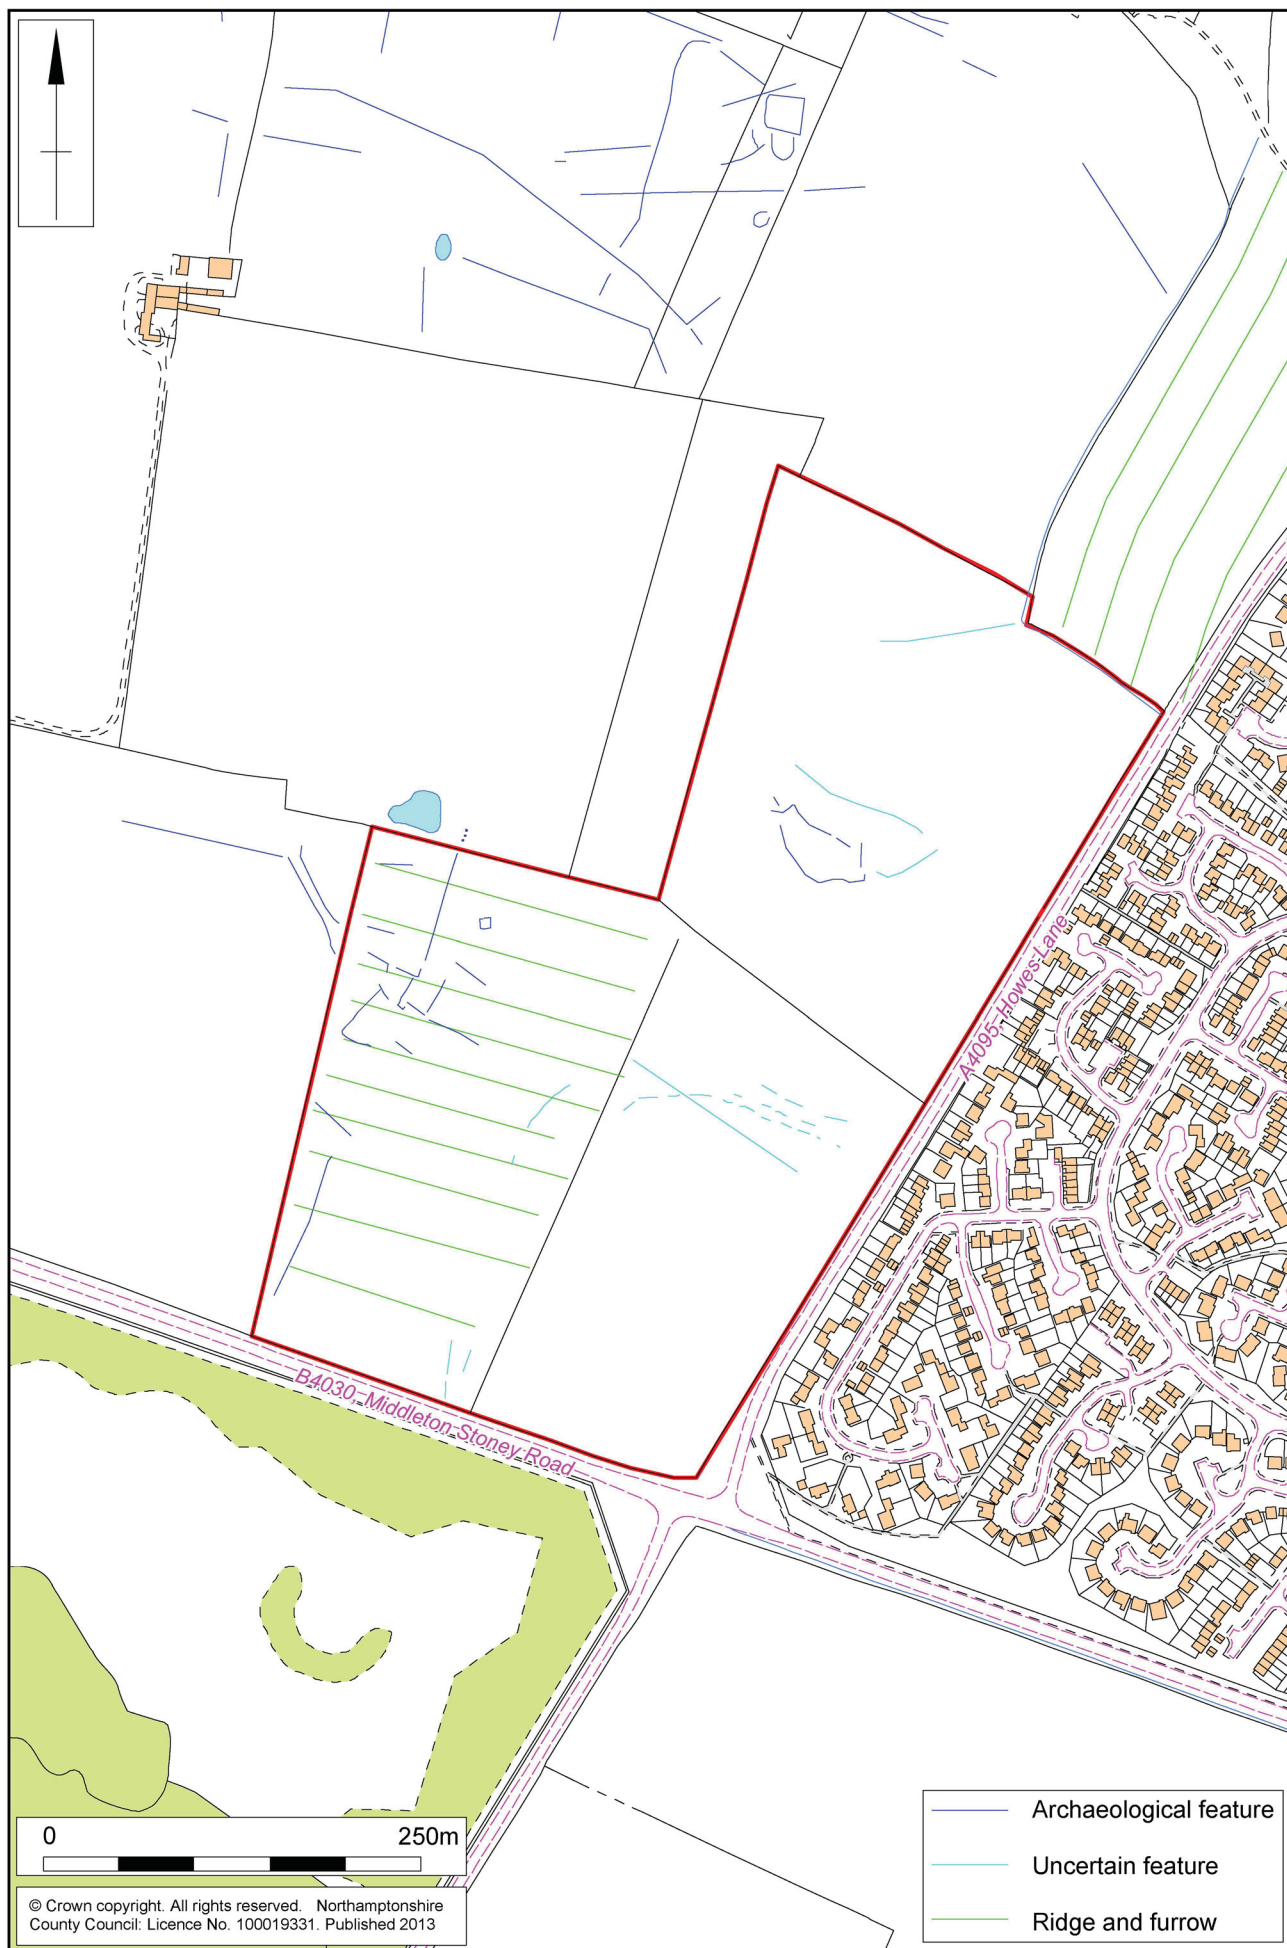 A4095, Howes Lane
B4030, Middleton Stoney Road
0 250m
© Crown copyright. All rights reserved. Northamptonshire
County Council: Licence No. 100019331. Published 2013
Archaeological feature
Uncertain feature
Ridge and furrow